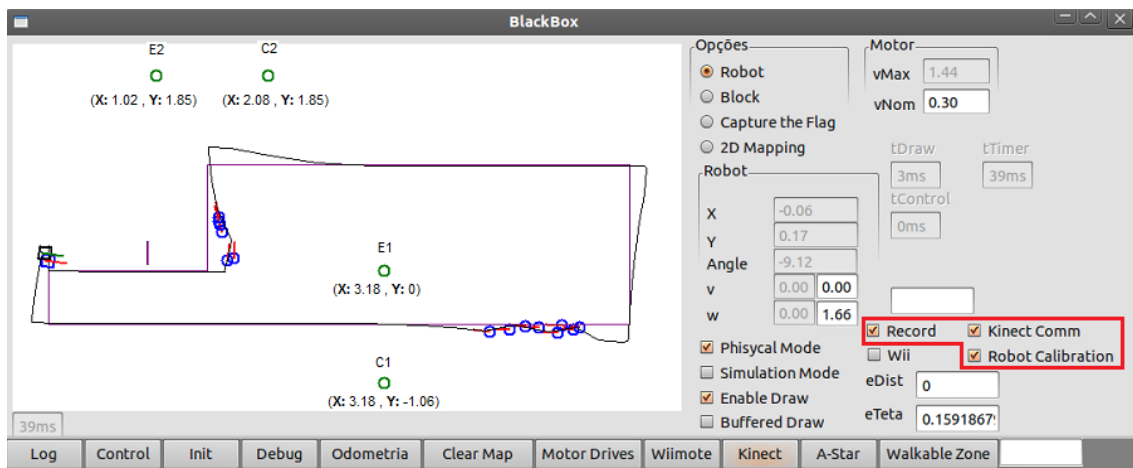 BlackBox
E2
C2
(X: 1.02 , Y: 1.85)
(X: 2.08 , Y: 1.85)
E1
(X: 3.18 , Y: 0)
C1
(X: 3.18 , Y: -1.06)
39ms
Opções
Robot
Block
Capture the Flag
2D Mapping
Motor
vMax 1.44
vNom 0.30
tDraw
3ms
tTimer
39ms
tControl
0ms
Robot
X -0.06
Y 0.17
Angle -9.12
v 0.00 0.00
w 0.00 1.66
Phisycal Mode
Simulation Mode
Enable Draw
Buffered Draw
Record
Kinect Comm
Wii
Robot Calibration
eDist 0
eTeta 0.1591867
Log Control Init Debug Odometria Clear Map Motor Drives Wiimote Kinect A-Star Walkable Zone